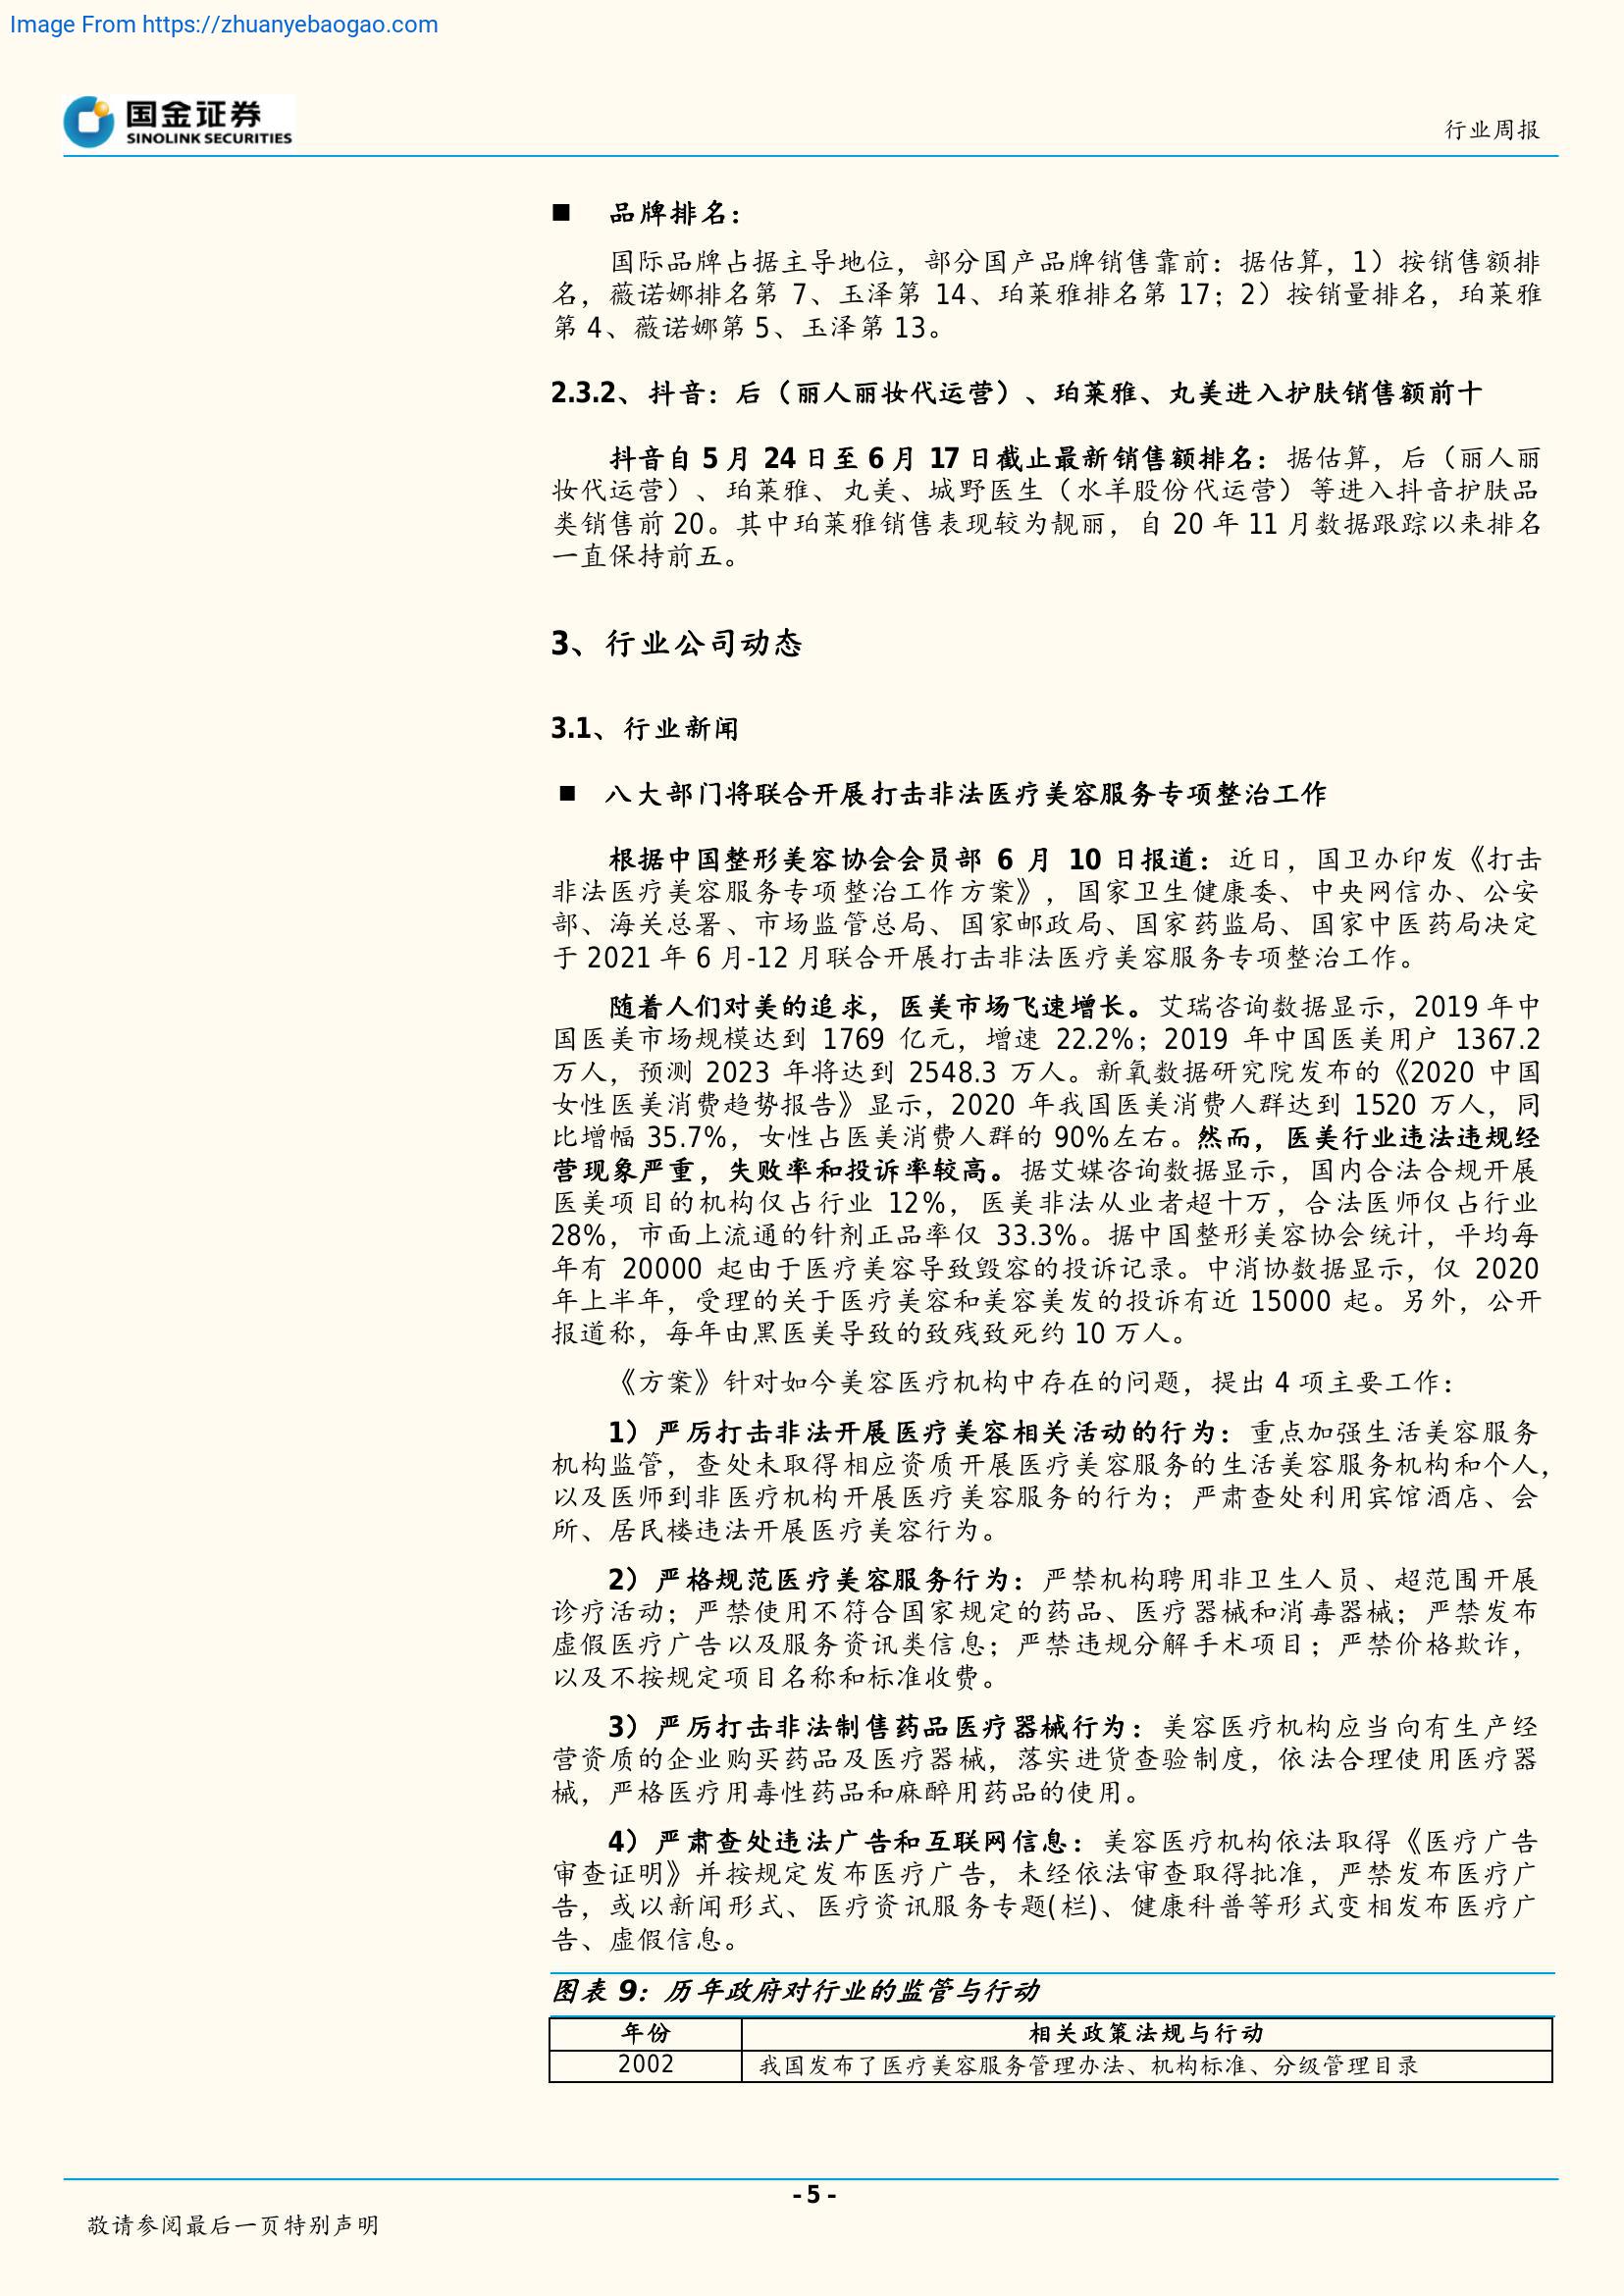 Image From https://zhuanyebaogao.com
国金证券
SINOLINK SECURITIES
行业周报
■ 品牌排名：
国际品牌占据主导地位，部分国产品牌销售靠前：据估算，1）按销售额排
名，薇诺娜排名第 7、玉泽第 14、珀莱雅排名第 17；2）按销量排名，珀莱雅
第 4、薇诺娜第 5、玉泽第 13。
2.3.2、抖音：后（丽人丽妆代运营）、珀莱雅、丸美进入护肤销售额前十
抖音自 5 月 24 日至 6 月 17 日截止最新销售额排名：据估算，后（丽人丽
妆代运营）、珀莱雅、丸美、城野医生（水羊股份代运营）等进入抖音护肤品
类销售前 20。其中珀莱雅销售表现较为靓丽，自 20 年 11 月数据跟踪以来排名
一直保持前五。
3、行业公司动态
3.1、行业新闻
■ 八大部门将联合开展打击非法医疗美容服务专项整治工作
根据中国整形美容协会会员部 6 月 10 日报道：近日，国卫办印发《打击
非法医疗美容服务专项整治工作方案》，国家卫生健康委、中央网信办、公安
部、海关总署、市场监管总局、国家邮政局、国家药监局、国家中医药局决定
于 2021 年 6 月-12 月联合开展打击非法医疗美容服务专项整治工作。
随着人们对美的追求，医美市场飞速增长。艾瑞咨询数据显示，2019 年中
国医美市场规模达到 1769 亿元，增速 22.2%；2019 年中国医美用户 1367.2
万人，预测 2023 年将达到 2548.3 万人。新氧数据研究院发布的《2020 中国
女性医美消费趋势报告》显示，2020 年我国医美消费人群达到 1520 万人，同
比增幅 35.7%，女性占医美消费人群的 90%左右。然而，医美行业违法违规经
营现象严重，失败率和投诉率较高。据艾媒咨询数据显示，国内合法合规开展
医美项目的机构仅占行业 12%，医美非法从业者超十万，合法医师仅占行业
28%，市面上流通的针剂正品率仅 33.3%。据中国整形美容协会统计，平均每
年有 20000 起由于医疗美容导致毁容的投诉记录。中消协数据显示，仅 2020
年上半年，受理的关于医疗美容和美容美发的投诉有近 15000 起。另外，公开
报道称，每年由黑医美导致的致残致死约 10 万人。
《方案》针对如今美容医疗机构中存在的问题，提出 4 项主要工作：
1）严厉打击非法开展医疗美容相关活动的行为：重点加强生活美容服务
机构监管，查处未取得相应资质开展医疗美容服务的生活美容服务机构和个人，
以及医师到非医疗机构开展医疗美容服务的行为；严肃查处利用宾馆酒店、会
所、居民楼违法开展医疗美容行为。
2）严格规范医疗美容服务行为：严禁机构聘用非卫生人员、超范围开展
诊疗活动；严禁使用不符合国家规定的药品、医疗器械和消毒器械；严禁发布
虚假医疗广告以及服务资讯类信息；严禁违规分解手术项目；严禁价格欺诈，
以及不按规定项目名称和标准收费。
3）严厉打击非法制售药品医疗器械行为：美容医疗机构应当向有生产经
营资质的企业购买药品及医疗器械，落实进货查验制度，依法合理使用医疗器
械，严格医疗用毒性药品和麻醉用药品的使用。
4）严肃查处违法广告和互联网信息：美容医疗机构依法取得《医疗广告
审查证明》并按规定发布医疗广告，未经依法审查取得批准，严禁发布医疗广
告，或以新闻形式、医疗资讯服务专题(栏)、健康科普等形式变相发布医疗广
告、虚假信息。
图表 9：历年政府对行业的监管与行动
年份 相关政策法规与行动
2002 我国发布了医疗美容服务管理办法、机构标准、分级管理目录
- 5 -
敬请参阅最后一页特别声明